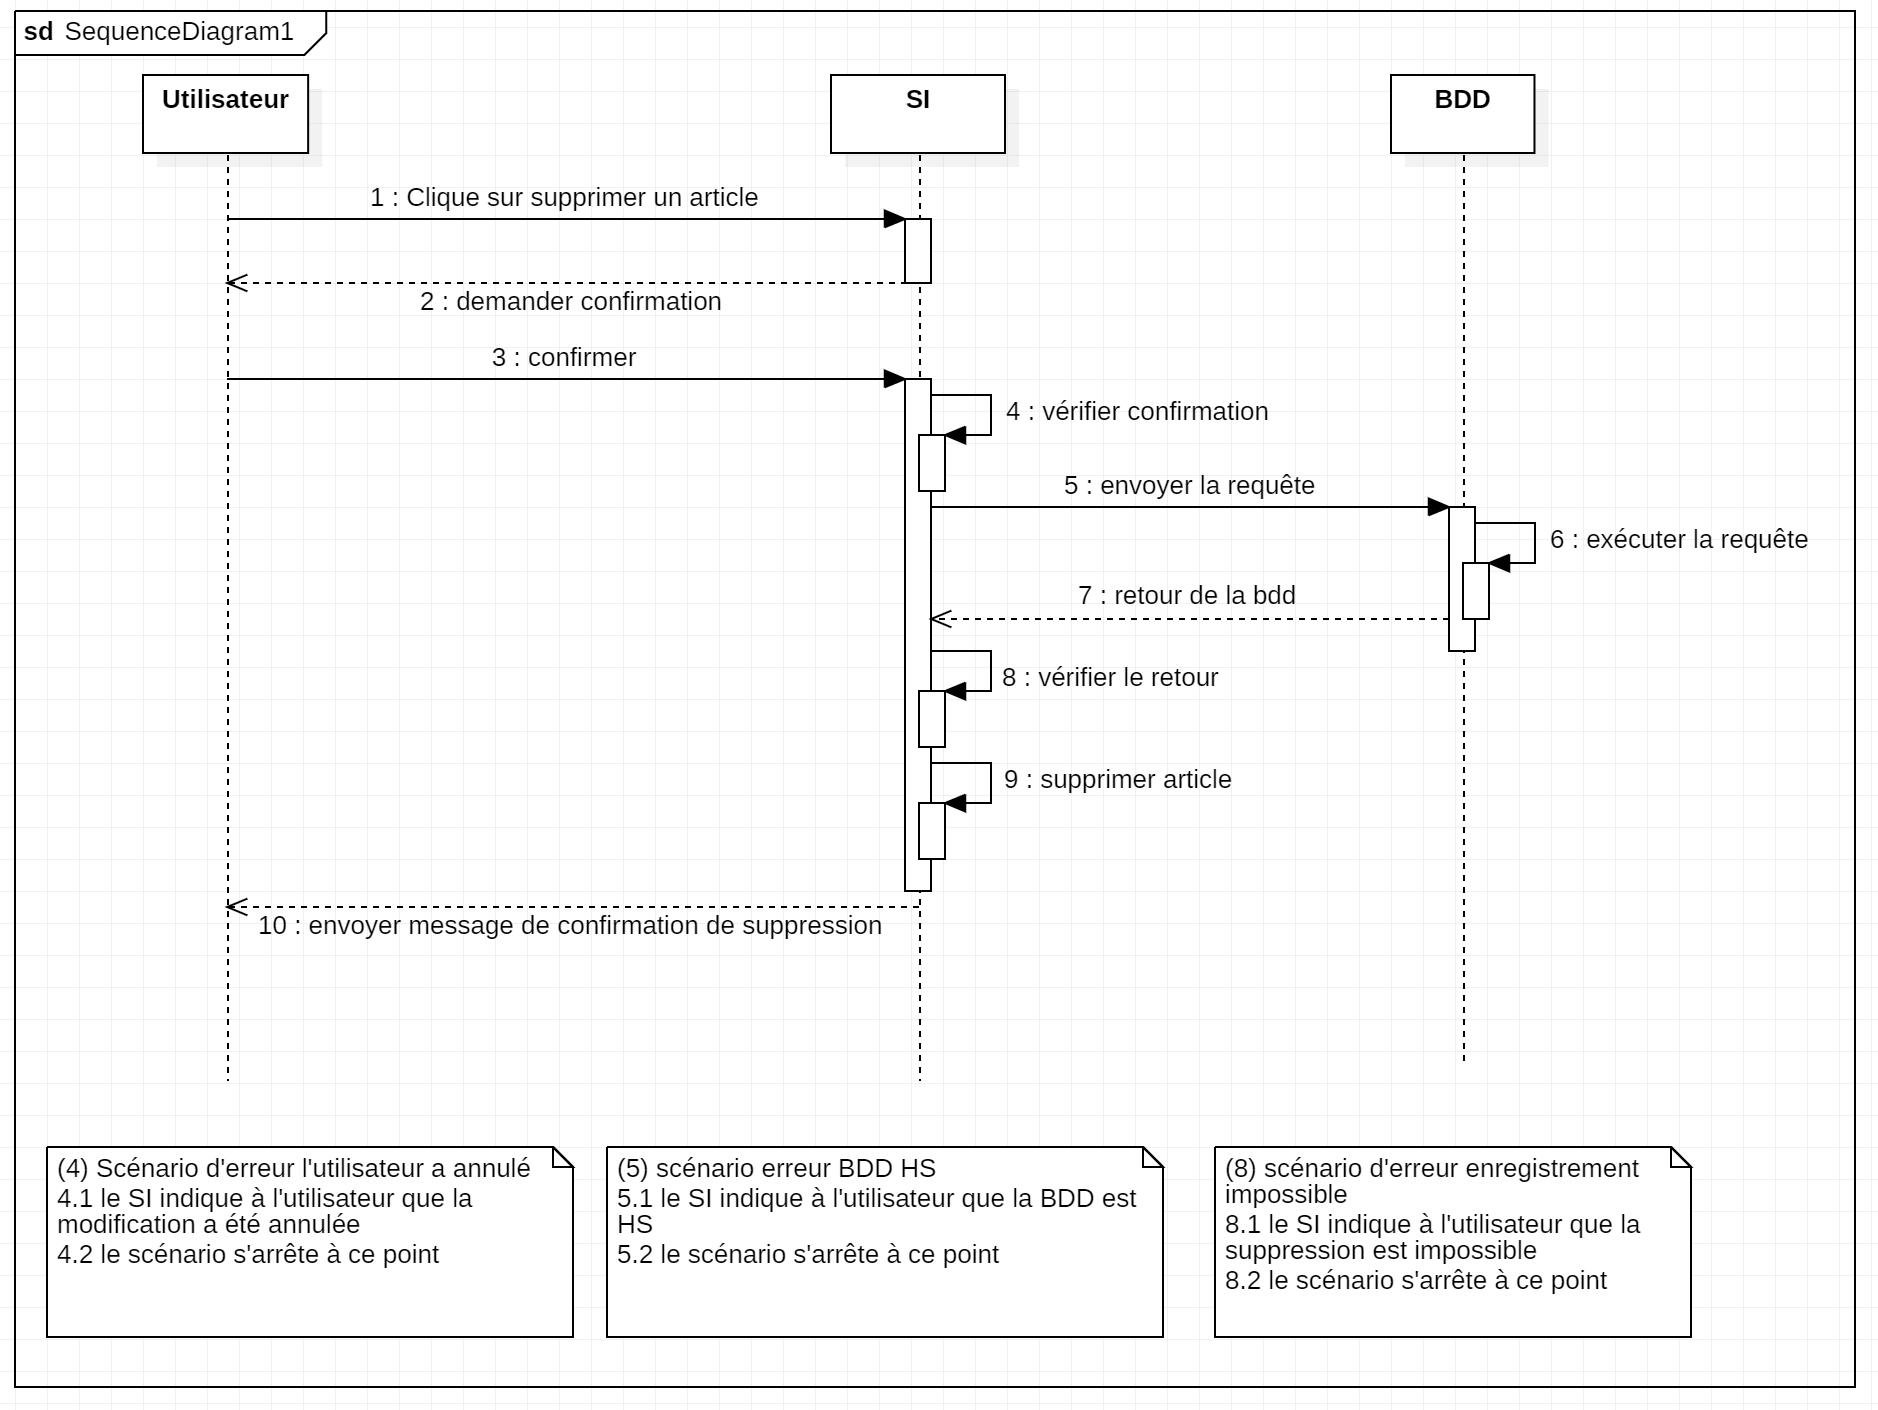 sd SequenceDiagram1
Utilisateur
SI
BDD
1 : Clique sur supprimer un article
2 : demander confirmation
3 : confirmer
4 : vérifier confirmation
5 : envoyer la requête
6 : exécuter la requête
7 : retour de la bdd
8 : vérifier le retour
9 : supprimer article
10 : envoyer message de confirmation de suppression
(4) Scénario d'erreur l'utilisateur a annulé
4.1 le SI indique à l'utilisateur que la
modification a été annulée
4.2 le scénario s'arrête à ce point
(5) scénario erreur BDD HS
5.1 le SI indique à l'utilisateur que la BDD est
HS
5.2 le scénario s'arrête à ce point
(8) scénario d'erreur enregistrement
impossible
8.1 le SI indique à l'utilisateur que la
suppression est impossible
8.2 le scénario s'arrête à ce point